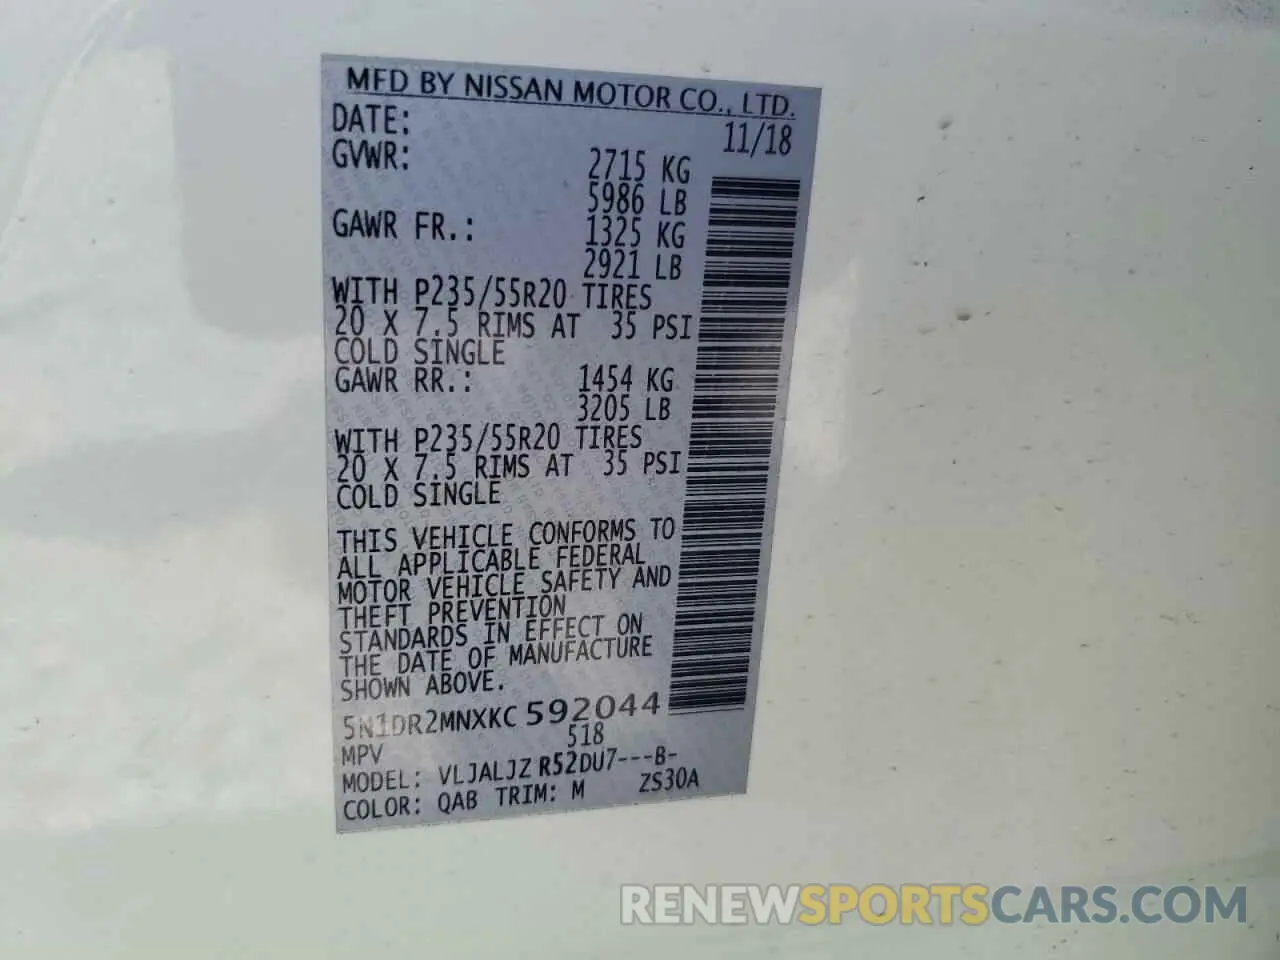 MFD BY NISSAN MOTOR CO., LTD.
DATE: 11/18
GVWR: 2715 KG
5986 LB
GAWR FR.: 1325 KG
2921 LB
WITH P235/55R20 TIRES
20 X 7.5 RIMS AT 35 PSI
COLD SINGLE
GAWR RR.: 1454 KG
3205 LB
WITH P235/55R20 TIRES
20 X 7.5 RIMS AT 35 PSI
COLD SINGLE
THIS VEHICLE CONFORMS TO
ALL APPLICABLE FEDERAL
MOTOR VEHICLE SAFETY AND
THEFT PREVENTION
STANDARDS IN EFFECT ON
THE DATE OF MANUFACTURE
SHOWN ABOVE.
5N1DR2MNXKC 592044
MPV 518
MODEL: VLJALJZ R52DU7---B-
COLOR: QAB TRIM: M ZS30A
RENEWSPORTSCARS.COM